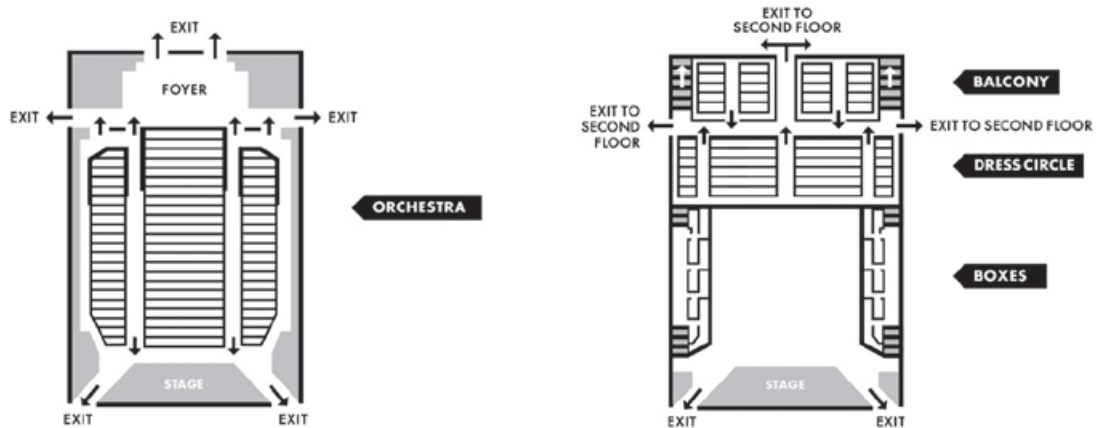 EXIT
FOYER
EXIT
EXIT
ORCHESTRA
STAGE
EXIT
EXIT
EXIT TO
SECOND FLOOR
BALCONY
EXIT TO
SECOND
FLOOR
EXIT TO SECOND FLOOR
DRESS CIRCLE
BOXES
STAGE
EXIT
EXIT